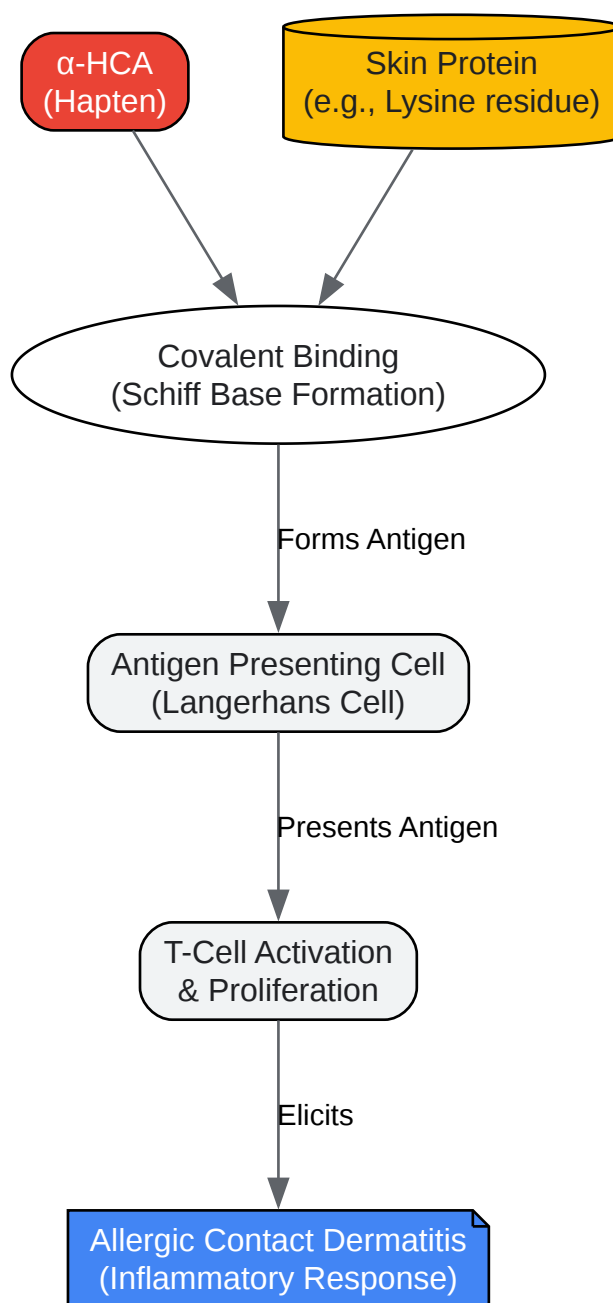 α-HCA
(Hapten)
Skin Protein
(e.g., Lysine residue)
Covalent Binding
(Schiff Base Formation)
Forms Antigen
Antigen Presenting Cell
(Langerhans Cell)
Presents Antigen
T-Cell Activation
& Proliferation
Elicits
Allergic Contact Dermatitis
(Inflammatory Response)